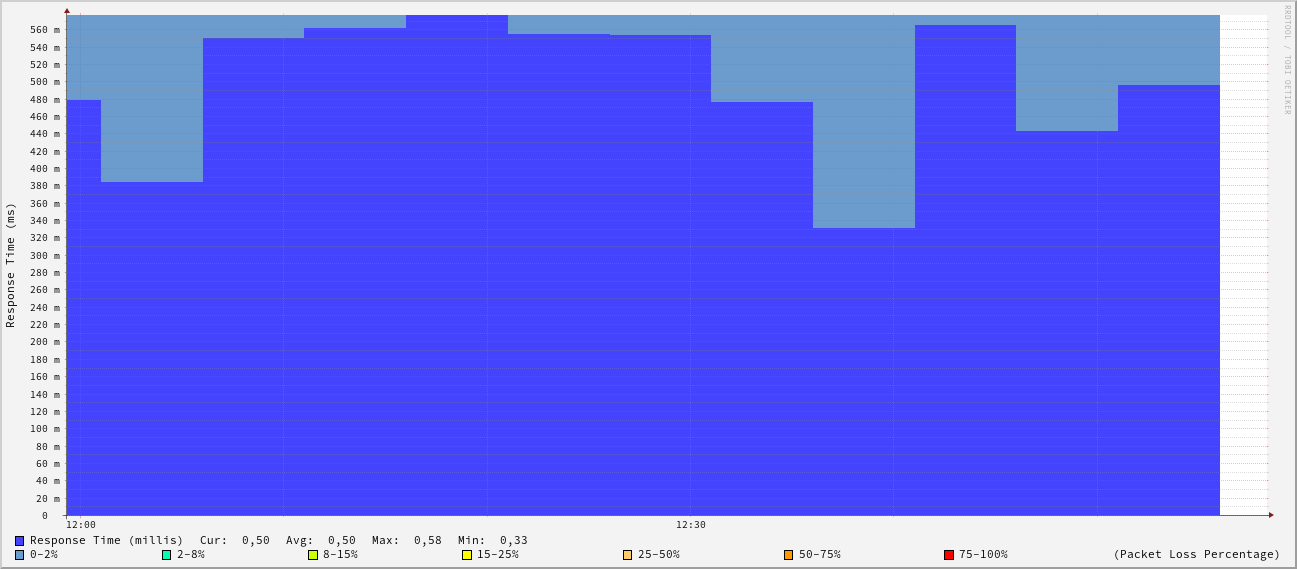 RRDTOOL / TOBI OETIKER
Response Time (ms)
560 m
540 m
520 m
500 m
480 m
460 m
440 m
420 m
400 m
380 m
360 m
340 m
320 m
300 m
280 m
260 m
240 m
220 m
200 m
180 m
160 m
140 m
120 m
100 m
80 m
60 m
40 m
20 m
0
12:00 12:30
Response Time (millis) Cur: 0,50 Avg: 0,50 Max: 0,58 Min: 0,33
0-2% 2-8% 8-15% 15-25% 25-50% 50-75% 75-100% (Packet Loss Percentage)